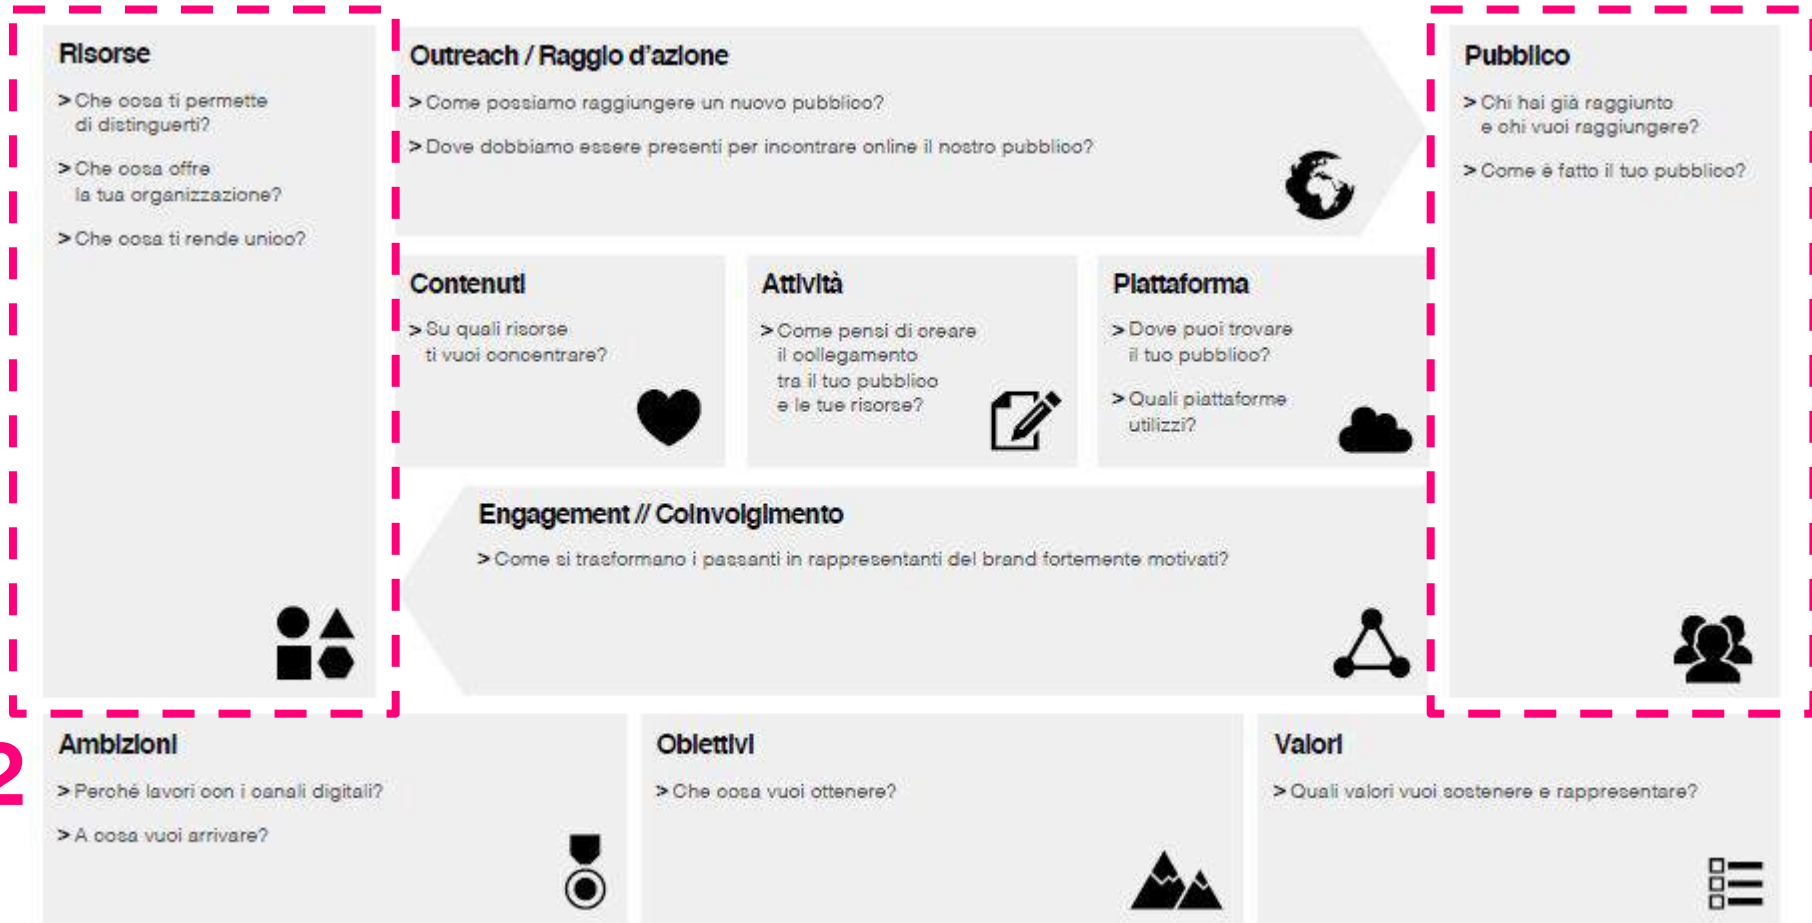 Risorse
> Che cosa ti permette
di distinguerti?
> Che cosa offre
la tua organizzazione?
> Che cosa ti rende unico?
Outreach / Raggio d'azione
> Come possiamo raggiungere un nuovo pubblico?
> Dove dobbiamo essere presenti per incontrare online il nostro pubblico?
Pubblico
> Chi hai già raggiunto
e chi vuoi raggiungere?
> Come è fatto il tuo pubblico?
Contenuti
> Su quali risorse
ti vuoi concentrare?
Attività
> Come pensi di creare
il collegamento
tra il tuo pubblico
e le tue risorse?
Piattaforma
> Dove puoi trovare
il tuo pubblico?
> Quali piattaforme
utilizzi?
Engagement // Coinvolgimento
> Come si trasformano i passanti in rappresentanti del brand fortemente motivati?
2
Ambizioni
> Perché lavori con i canali digitali?
> A cosa vuoi arrivare?
Obiettivi
> Che cosa vuoi ottenere?
Valori
> Quali valori vuoi sostenere e rappresentare?